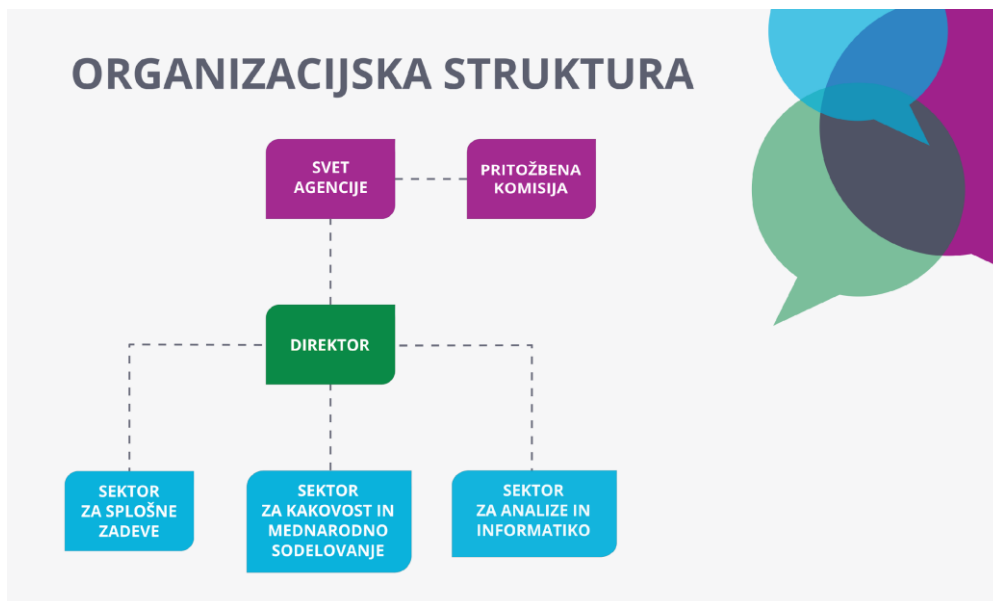 ORGANIZACIJSKA STRUKTURA
SVET
AGENCIJE
PRITOŽBENA
KOMISIJA
DIREKTOR
SEKTOR
ZA SPLOŠNE
ZADEVE
SEKTOR
ZA KAKOVOST IN
MEDNARODNO
SODELOVANJE
SEKTOR
ZA ANALIZE IN
INFORMATIKO